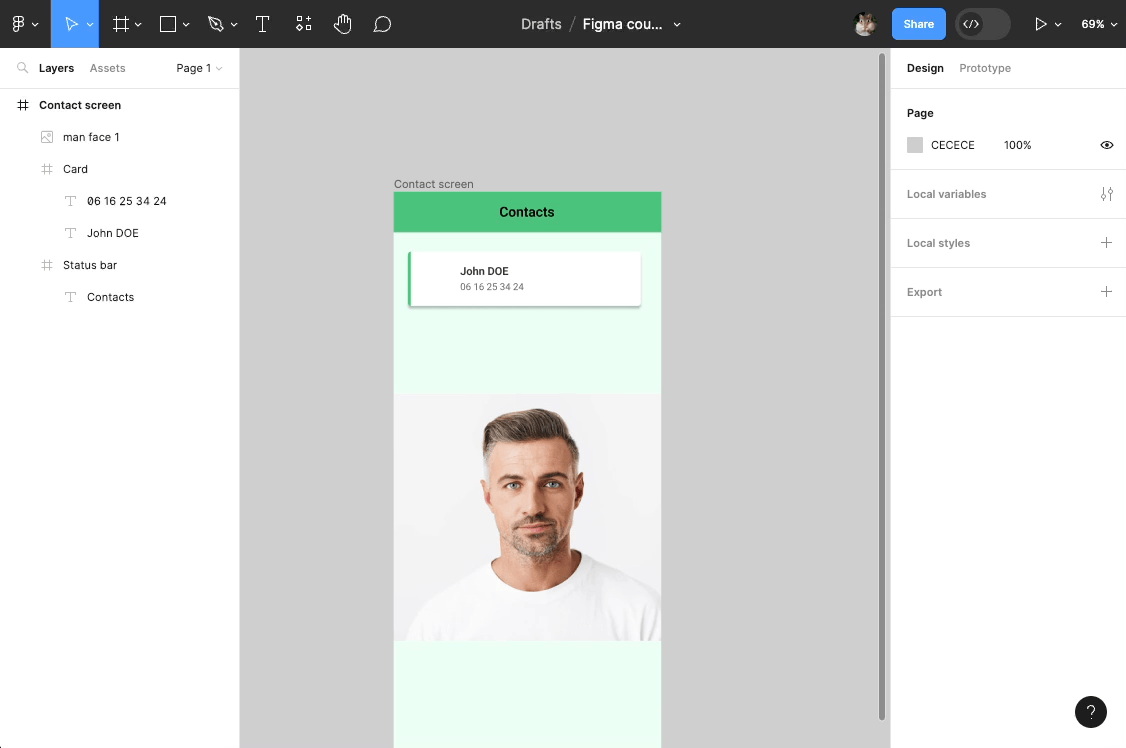 Drafts / Figma cou...
Share
69%
Layers Assets Page 1
Contact screen
man face 1
Card
06 16 25 34 24
John DOE
Status bar
Contacts
Contact screen
Contacts
John DOE
06 16 25 34 24
Design Prototype
Page
CECECE 100%
Local variables
Local styles
Export
?